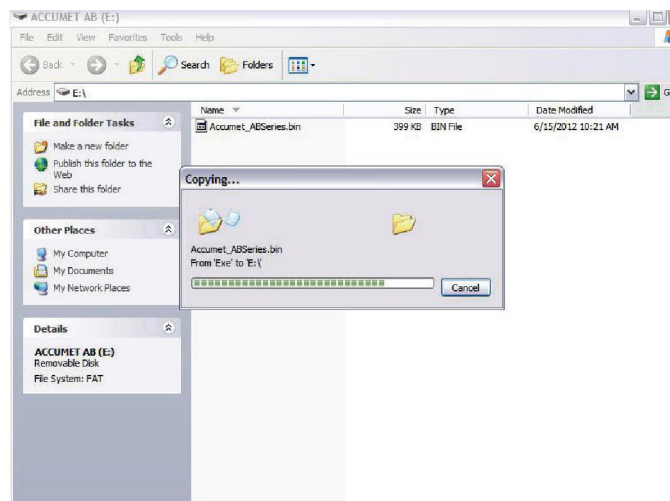 ACCUMET AB (E:)
File Edit View Favorites Tools Help
Back Search Folders
Address E:\ G
Name Size Type Date Modified
Accumet_ABSeries.bin 399 KB BIN File 6/15/2012 10:21 AM
File and Folder Tasks
Make a new folder
Publish this folder to the
Web
Share this folder
Other Places
My Computer
My Documents
My Network Places
Details
ACCUMET AB (E:)
Removable Disk
File System: FAT
Copying...
Accumet_ABSeries.bin
From 'Exe' to 'E:\'
Cancel